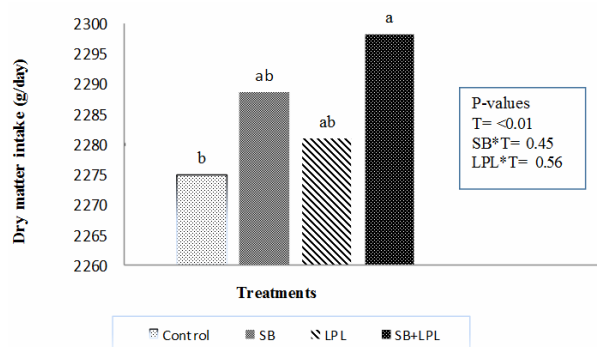 Dry matter intake (g/day)
2300
2295
2290
2285
2280
2275
2270
2265
2260
b
ab
ab
a
P-values
T= <0.01
SB*T= 0.45
LPL*T= 0.56
Treatments
Control SB LPL SB+LPL